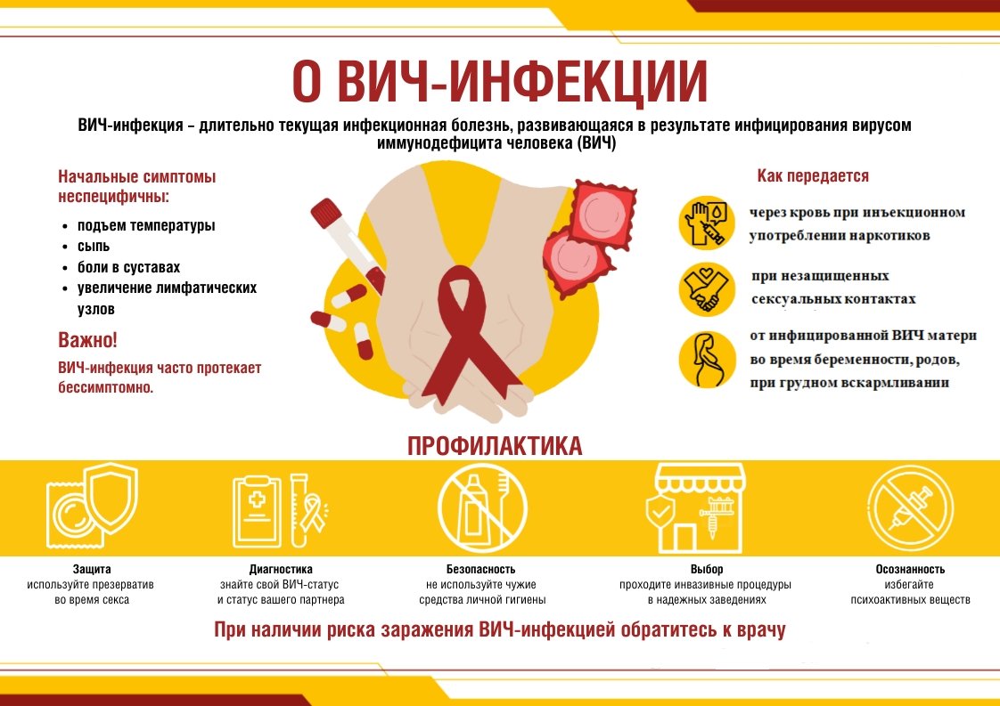 О ВИЧ-ИНФЕКЦИИ
ВИЧ-инфекция – длительно текущая инфекционная болезнь, развивающаяся в результате инфицирования вирусом
иммунодефицита человека (ВИЧ)
Начальные симптомы
неспецифичны:
• подъем температуры
• сыпь
• боли в суставах
• увеличение лимфатических
узлов
Важно!
ВИЧ-инфекция часто протекает
бессимптомно.
Как передается
через кровь при инъекционном
употреблении наркотиков
при незащищенных
сексуальных контактах
от инфицированной ВИЧ матери
во время беременности, родов,
при грудном вскармливании
ПРОФИЛАКТИКА
Защита
используйте презерватив
во время секса
Диагностика
знайте свой ВИЧ-статус
и статус вашего партнера
Безопасность
не используйте чужие
средства личной гигиены
Выбор
проходите инвазивные процедуры
в надежных заведениях
Осознанность
избегайте
психоактивных веществ
При наличии риска заражения ВИЧ-инфекцией обратитесь к врачу